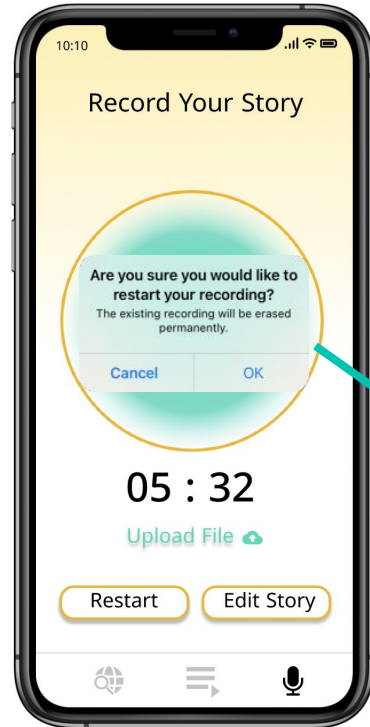 10:10
Record Your Story
Are you sure you would like to
restart your recording?
The existing recording will be erased
permanently.
Cancel OK
05 : 32
Upload File
Restart Edit Story